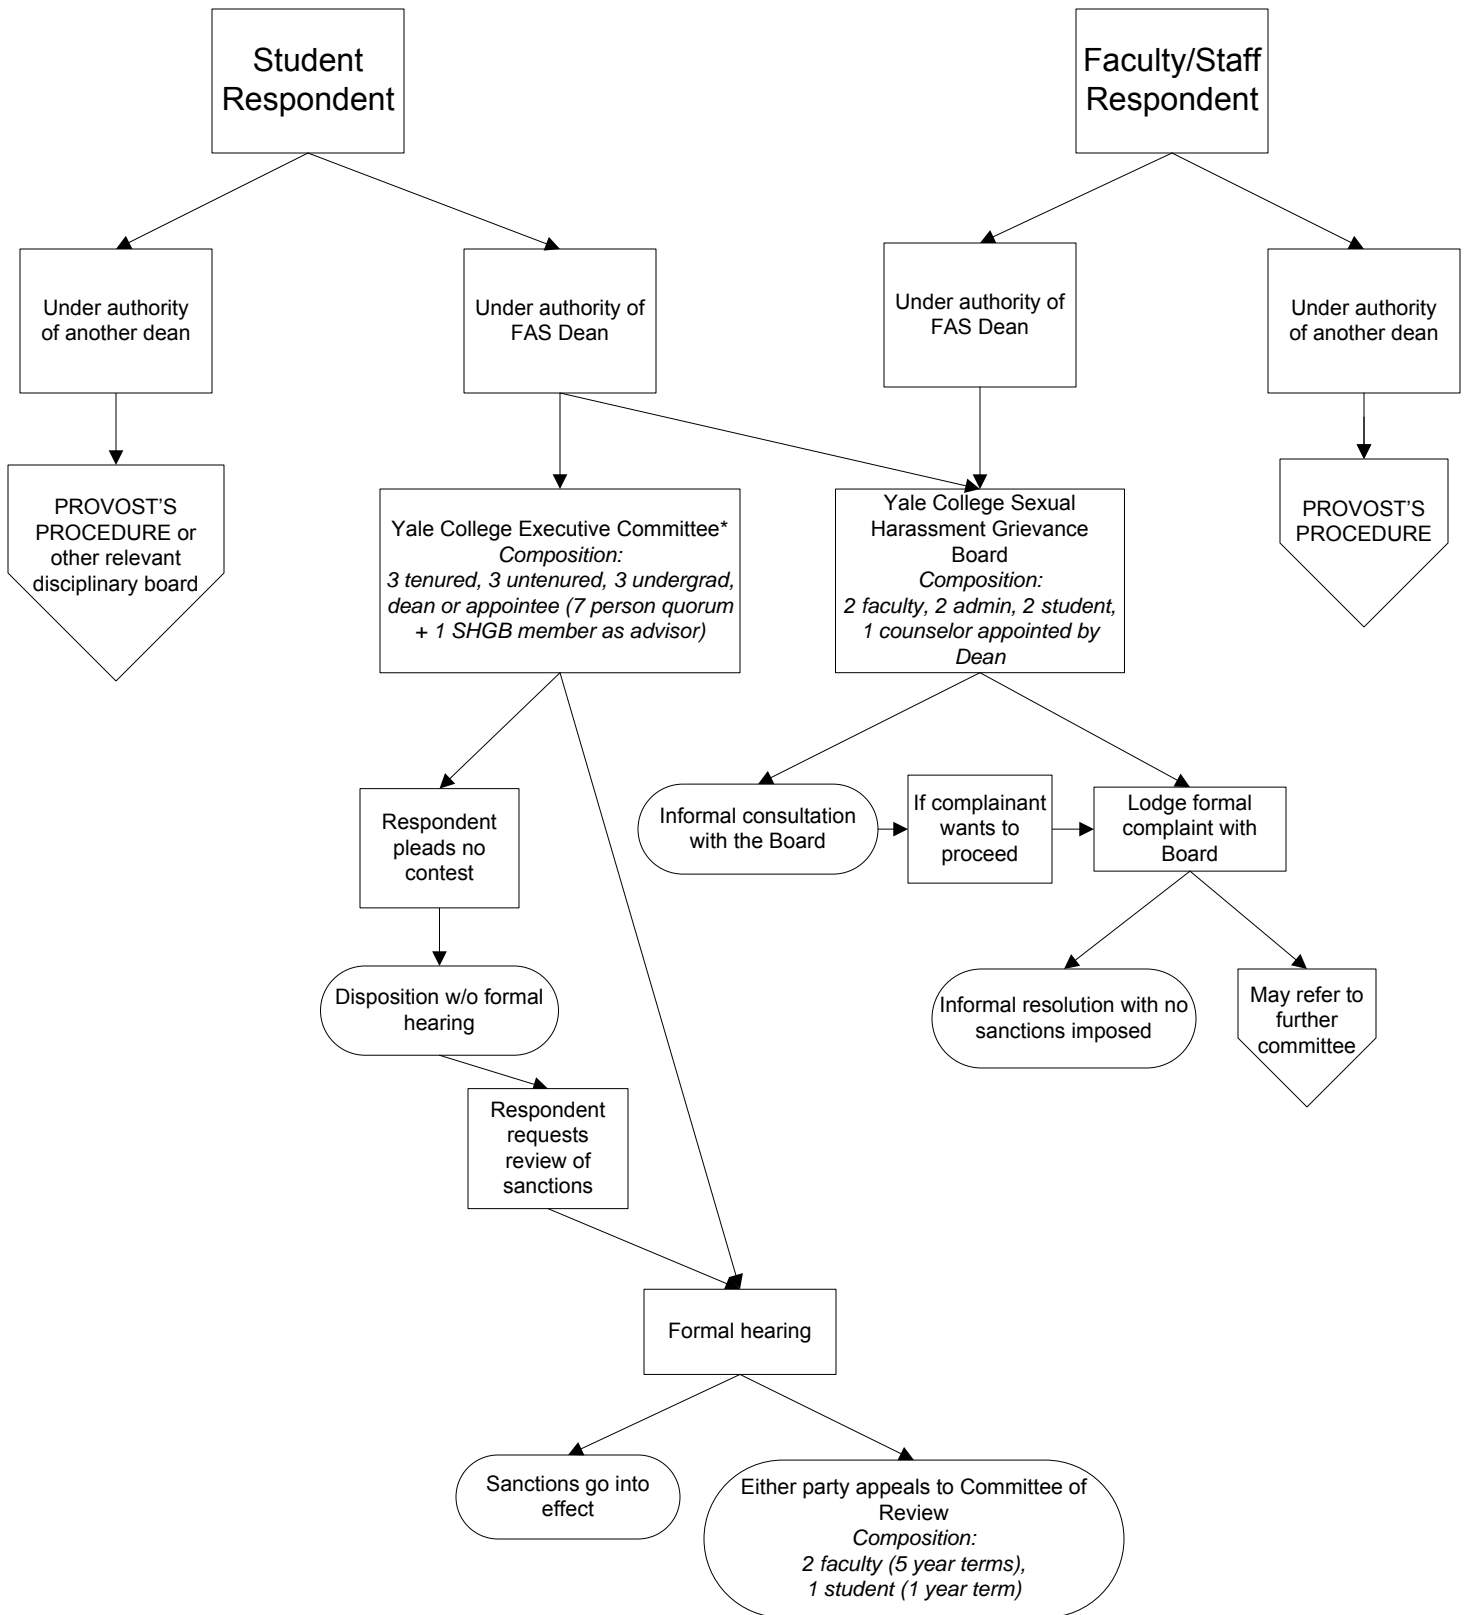 Student
Respondent
Faculty/Staff
Respondent
Under authority
of another dean
Under authority of
FAS Dean
Under authority of
FAS Dean
Under authority
of another dean
PROVOST’S
PROCEDURE or
other relevant
disciplinary board
Yale College Executive Committee*
Composition:
3 tenured, 3 untenured, 3 undergrad,
dean or appointee (7 person quorum
+ 1 SHGB member as advisor)
Yale College Sexual
Harassment Grievance
Board
Composition:
2 faculty, 2 admin, 2 student,
1 counselor appointed by
Dean
PROVOST’S
PROCEDURE
Respondent
pleads no
contest
Informal consultation
with the Board
If complainant
wants to
proceed
Lodge formal
complaint with
Board
Disposition w/o formal
hearing
Informal resolution with no
sanctions imposed
May refer to
further
committee
Respondent
requests
review of
sanctions
Formal hearing
Sanctions go into
effect
Either party appeals to Committee of
Review
Composition:
2 faculty (5 year terms),
1 student (1 year term)